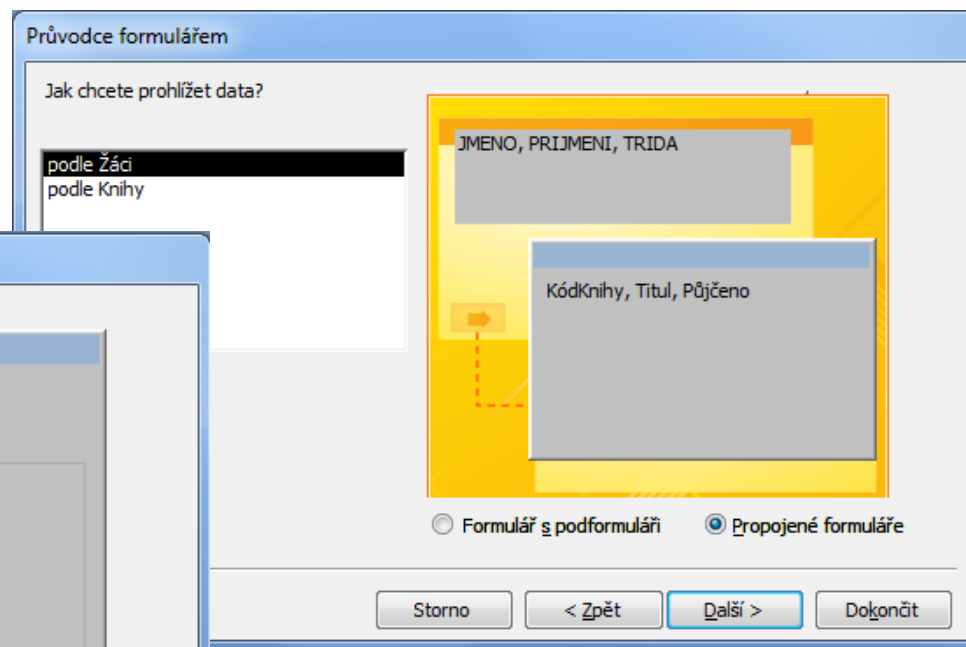 Průvodce formulářem
Jak chcete prohlížet data?
podle Žáci
podle Knihy
JMENO, PRIJMENI, TRIDA
KódKnihy, Titul, Půjčeno
Formulář s podformuláři
Propojené formuláře
Storno
< Zpět
Další >
Dokončit